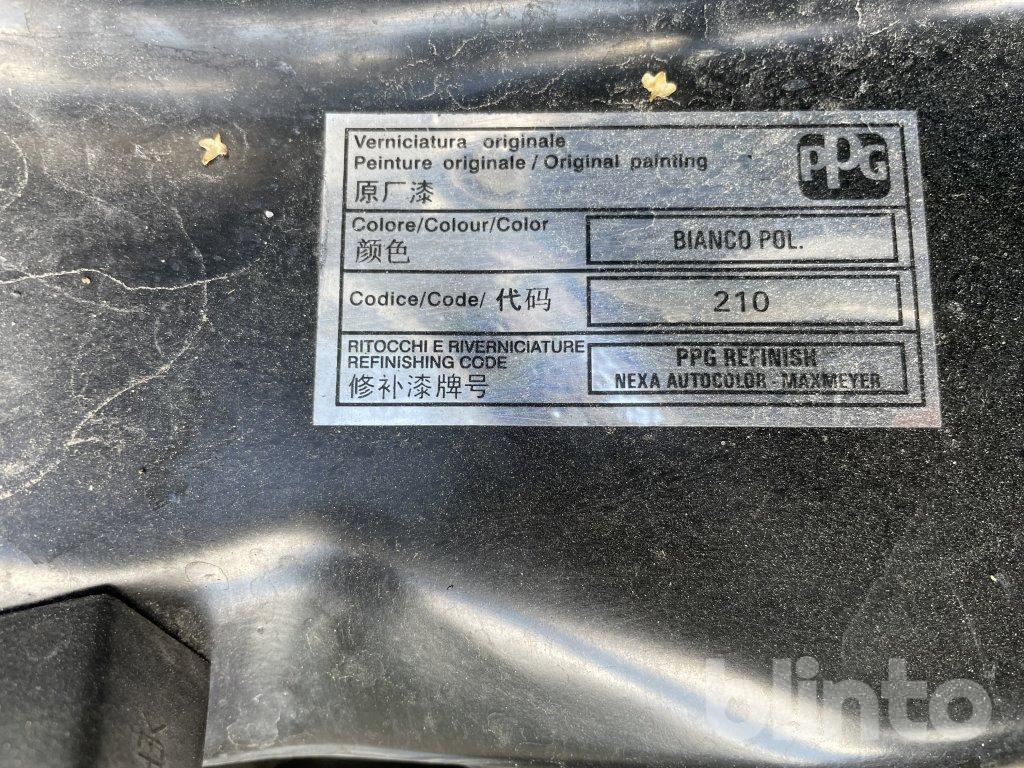 Verniciatura originale
Peinture originale / Original painting
原厂漆
PPG
Colore/Colour/Color
颜色
BIANCO POL.
Codice/Code/ 代码
210
RITOCCHI E RIVERNICIATURE
REFINISHING CODE
修补漆牌号
PPG REFINISH
NEXA AUTOCOLOR - MAXMEYER
blinto